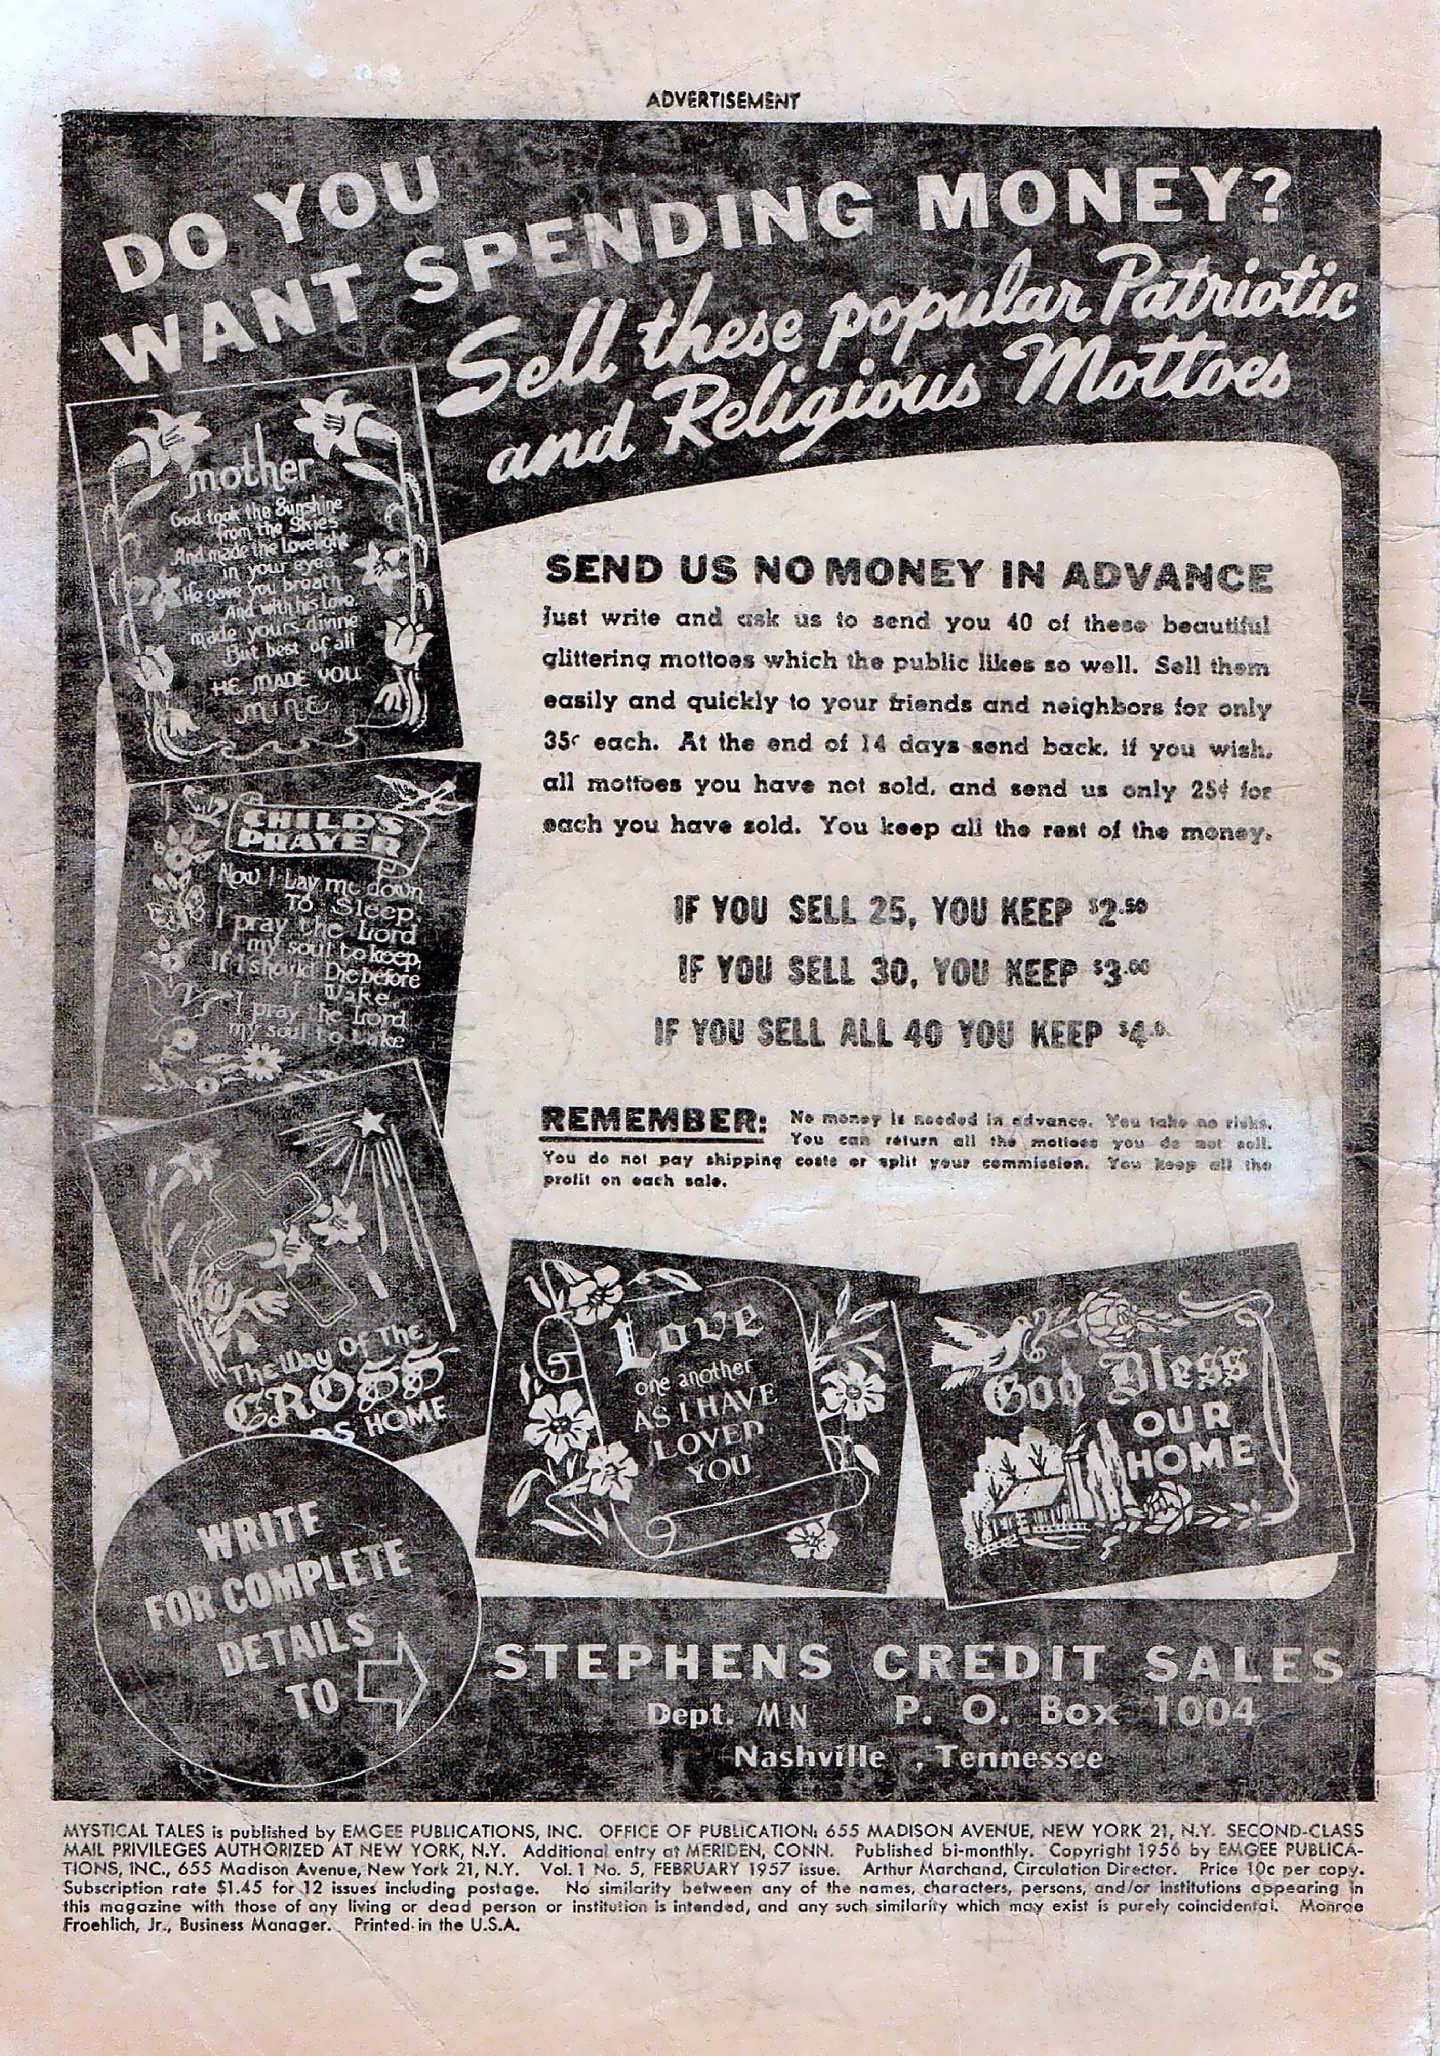 ADVERTISEMENT
DO YOU
WANT SPENDING MONEY?
Sell these popular Patriotic
and Religious Mottoes
mother
God took the Sunshine
from the Skies
And made the Lovelight
in your eyes
He gave you breath
And with his love
made yours divine
But best of all
HE MADE YOU
MINE
CHILD'S
PRAYER
Now I Lay me down
To Sleep,
I pray the Lord
my soul to keep,
If I should Die before
I Wake
I pray the Lord
my soul to take
The Way Of The
CROSS
HOME
SEND US NO MONEY IN ADVANCE
Just write and ask us to send you 40 of these beautiful
glittering mottoes which the public likes so well. Sell them
easily and quickly to your friends and neighbors for only
35¢ each. At the end of 14 days send back, if you wish,
all mottoes you have not sold, and send us only 25¢ for
each you have sold. You keep all the rest of the money.
IF YOU SELL 25, YOU KEEP $2.50
IF YOU SELL 30, YOU KEEP $3.00
IF YOU SELL ALL 40 YOU KEEP
REMEMBER: No money is needed in advance. You take no risks.
You can return all the mottoes you do not sell.
You do not pay shipping costs or split your commission. You keep all the
profit on each sale.
Love
one another
AS I HAVE
LOVED
YOU
God Bless
OUR
HOME
WRITE
FOR COMPLETE
DETAILS
TO
STEPHENS CREDIT SALES
Dept. MN P. O. Box 1004
Nashville , Tennessee
MYSTICAL TALES is published by EMGEE PUBLICATIONS, INC. OFFICE OF PUBLICATION: 655 MADISON AVENUE, NEW YORK 21, N.Y. SECOND-CLASS
MAIL PRIVILEGES AUTHORIZED AT NEW YORK, N.Y. Additional entry at MERIDEN, CONN. Published bi-monthly. Copyright 1956 by EMGEE PUBLICA-
TIONS, INC., 655 Madison Avenue, New York 21, N.Y. Vol. 1 No. 5, FEBRUARY 1957 issue. Arthur Marchand, Circulation Director. Price 10c per copy.
Subscription rate $1.45 for 12 issues including postage. No similarity between any of the names, characters, persons, and/or institutions appearing in
this magazine with those of any living or dead person or institution is intended, and any such similarity which may exist is purely coincidental. Monroe
Froehlich, Jr., Business Manager. Printed in the U.S.A.